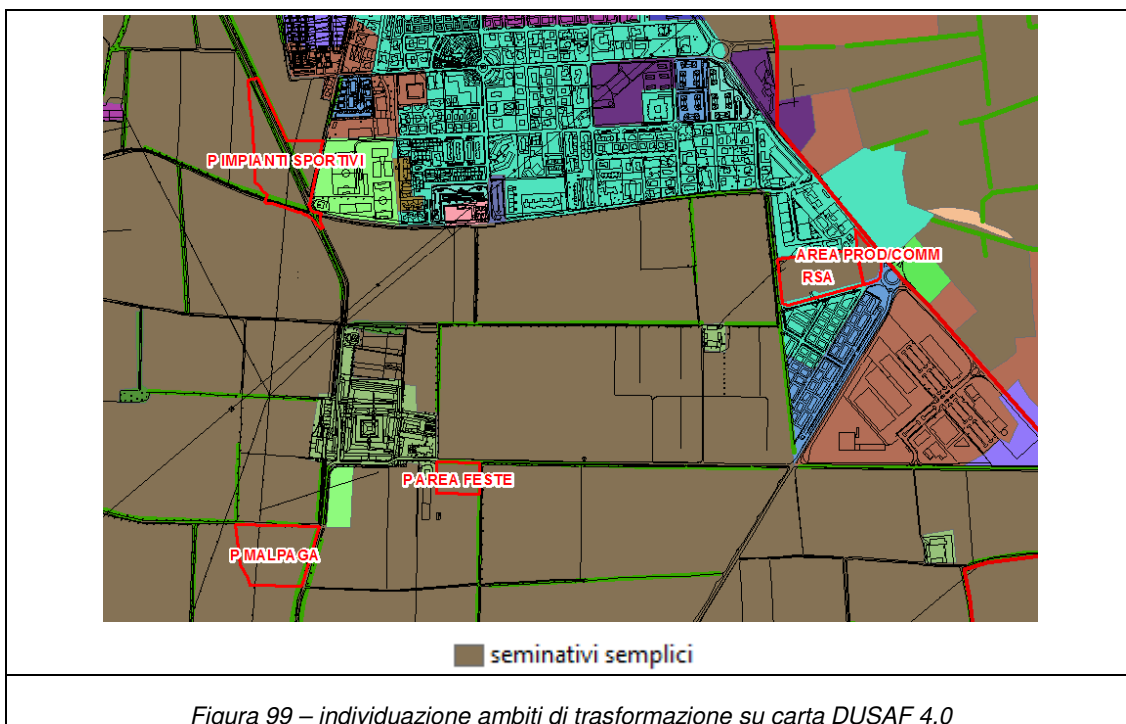 P IMPIANTI SPORTIVI
AREA PROD/COMM
RSA
P AREA FESTE
P MALPAGA
seminativi semplici
Figura 99 – individuazione ambiti di trasformazione su carta DUSAF 4.0